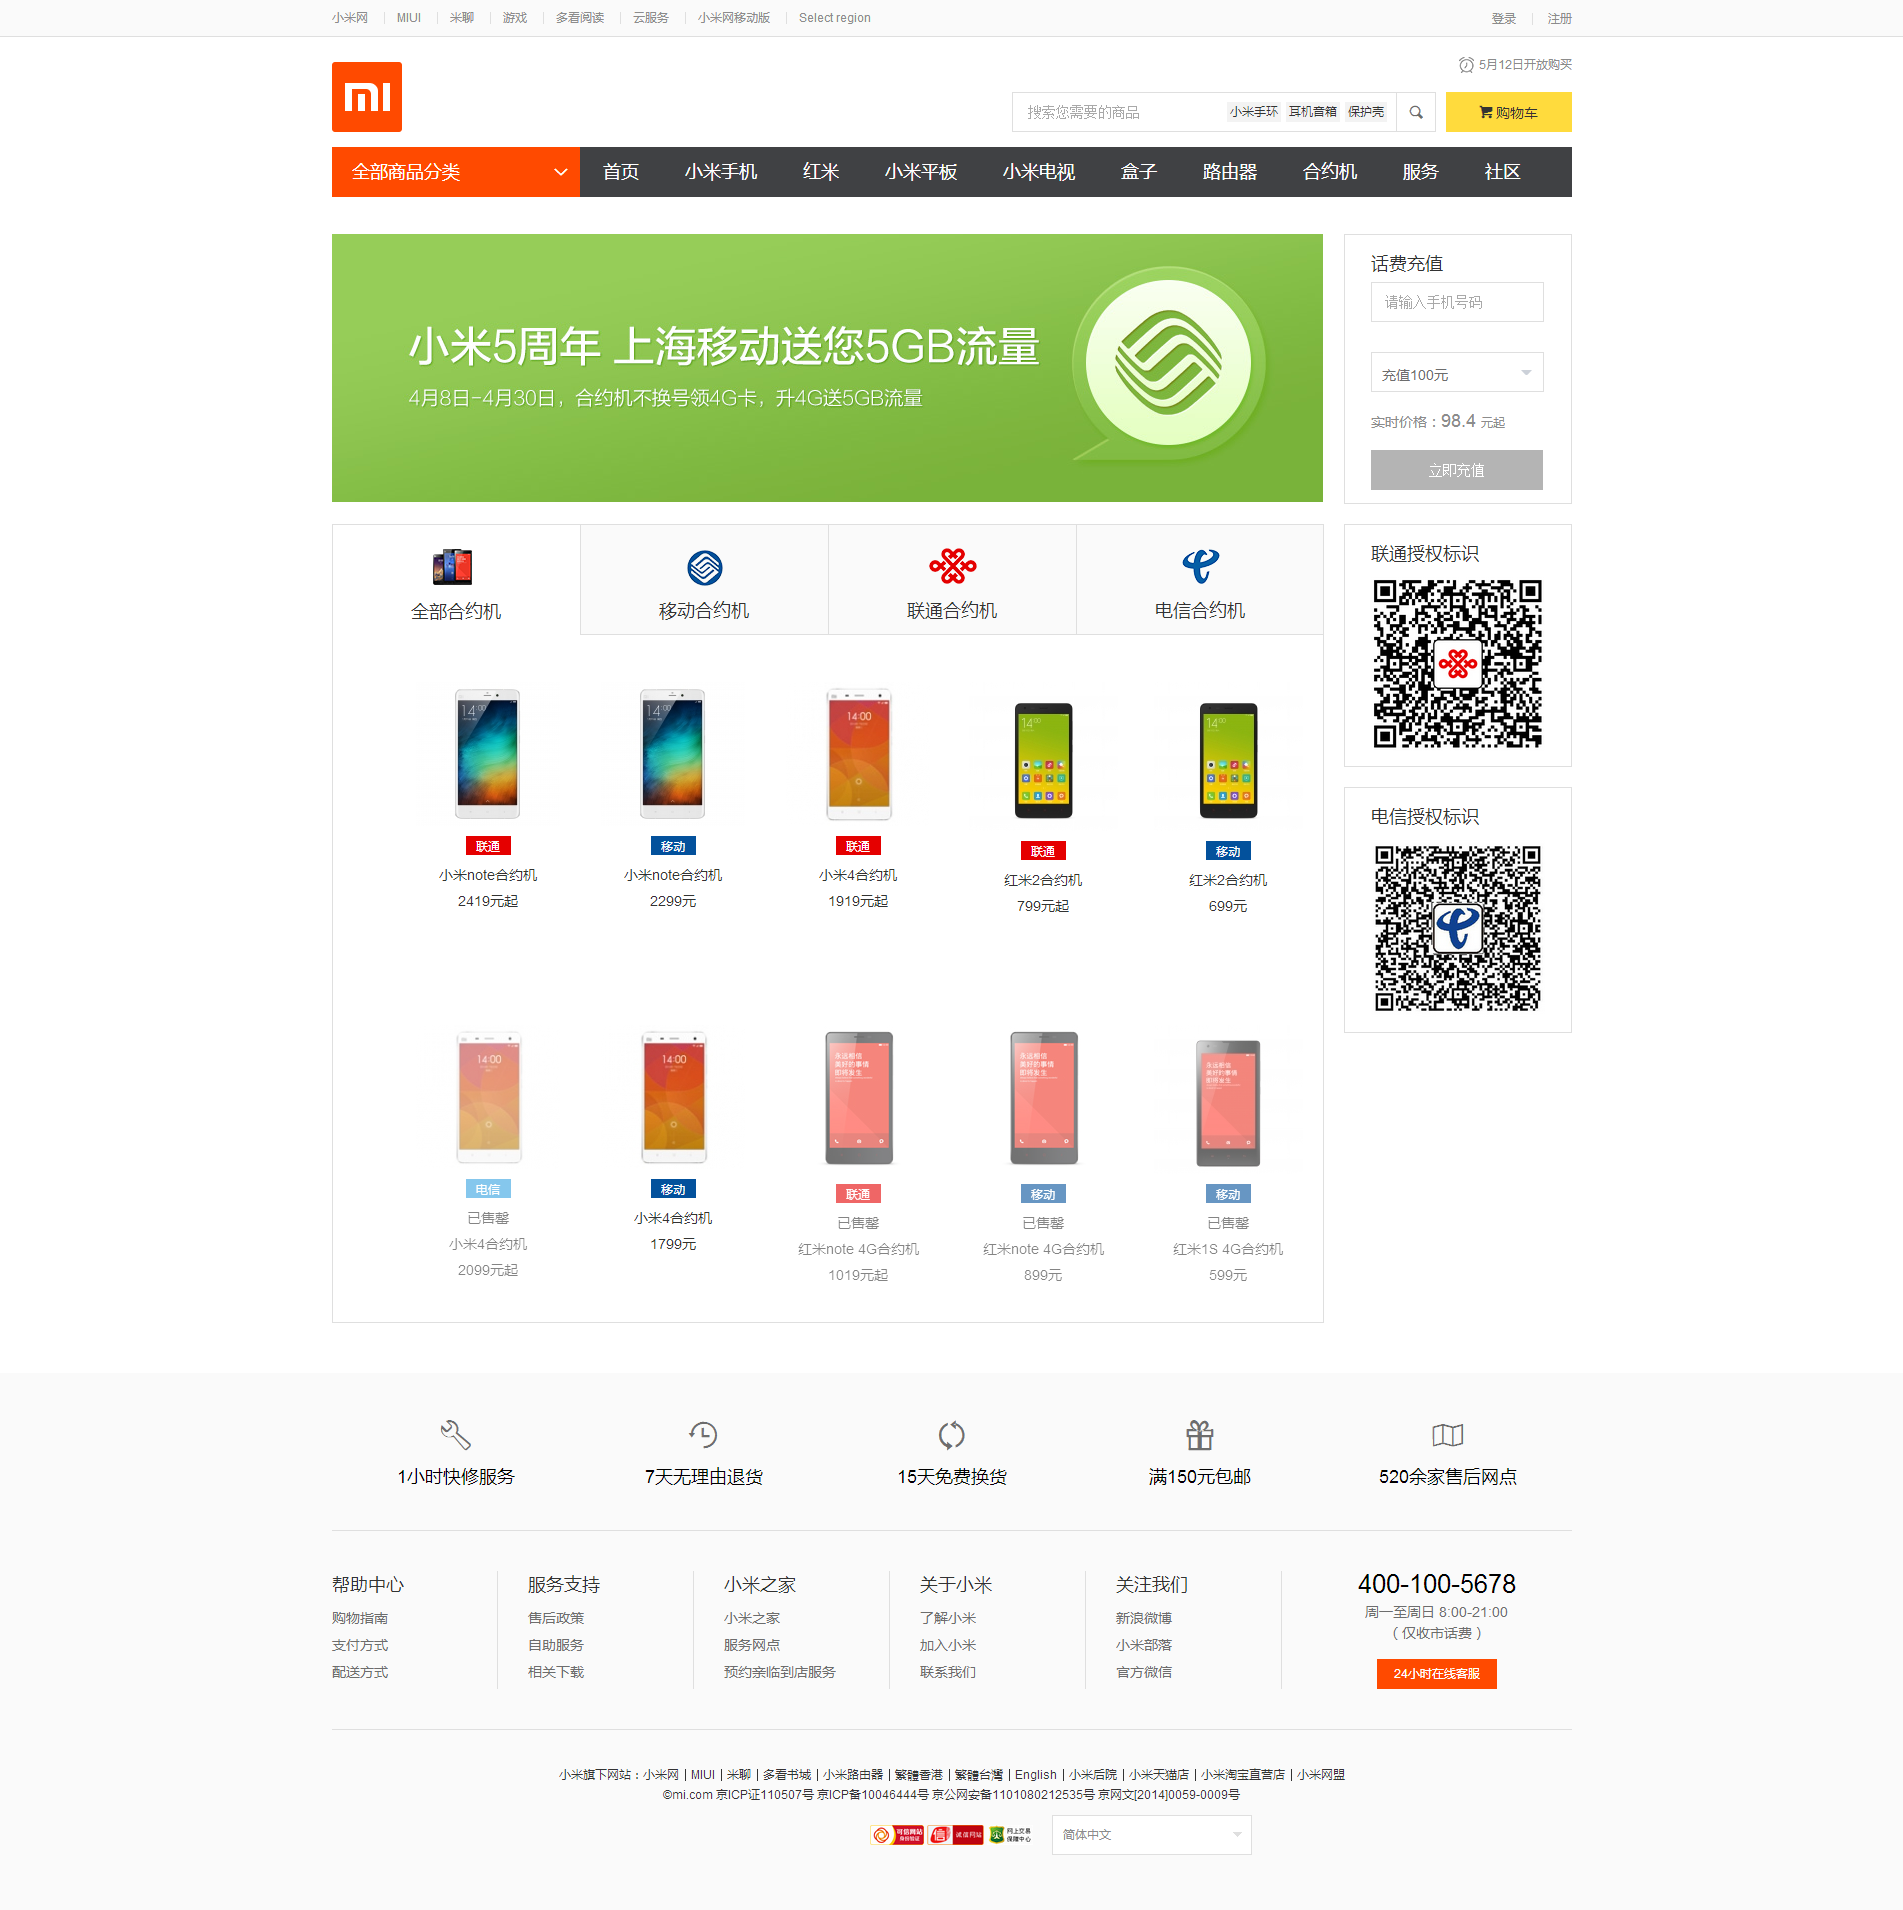 小米网 MIUI 米聊 游戏 多看阅读 云服务 小米网移动版 Select region 登录 注册
5月12日开放购买
搜索您需要的商品 小米手环 耳机音箱 保护壳 购物车
全部商品分类 首页 小米手机 红米 小米平板 小米电视 盒子 路由器 合约机 服务 社区
小米5周年 上海移动送您5GB流量
4月8日-4月30日，合约机不换号领4G卡，升4G送5GB流量
话费充值
请输入手机号码
充值100元
实时价格：98.4 元起
立即充值
全部合约机 移动合约机 联通合约机 电信合约机
联通授权标识
电信授权标识
联通 移动 联通 联通 移动
小米note合约机 小米note合约机 小米4合约机 红米2合约机 红米2合约机
2419元起 2299元 1919元起 799元起 699元
电信 移动 联通 移动 移动
已售罄 小米4合约机 已售罄 已售罄 已售罄
小米4合约机 1799元 红米note 4G合约机 红米note 4G合约机 红米1S 4G合约机
2099元起 1019元起 899元 599元
1小时快修服务 7天无理由退货 15天免费换货 满150元包邮 520余家售后网点
帮助中心 服务支持 小米之家 关于小米 关注我们 400-100-5678
购物指南 售后政策 小米之家 了解小米 新浪微博 周一至周日 8:00-21:00
支付方式 自助服务 服务网点 加入小米 小米部落 （仅收市话费）
配送方式 相关下载 预约亲临到店服务 联系我们 官方微信 24小时在线客服
小米旗下网站：小米网 | MIUI | 米聊 | 多看书城 | 小米路由器 | 繁體香港 | 繁體台灣 | English | 小米后院 | 小米天猫店 | 小米淘宝直营店 | 小米网盟
©mi.com 京ICP证110507号 京ICP备10046444号 京公网安备1101080212535号 京网文[2014]0059-0009号
可信网站 身份验证 诚信网站 网上交易 保障中心 简体中文